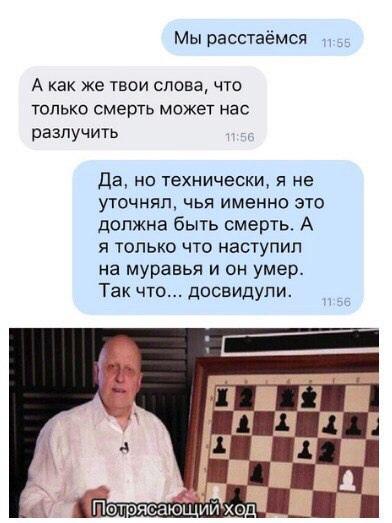 Мы расстаёмся 11:55
А как же твои слова, что
только смерть может нас
разлучить 11:56
Да, но технически, я не
уточнял, чья именно это
должна быть смерть. А
я только что наступил
на муравья и он умер.
Так что... досвидули. 11:56
Потрясающий ход